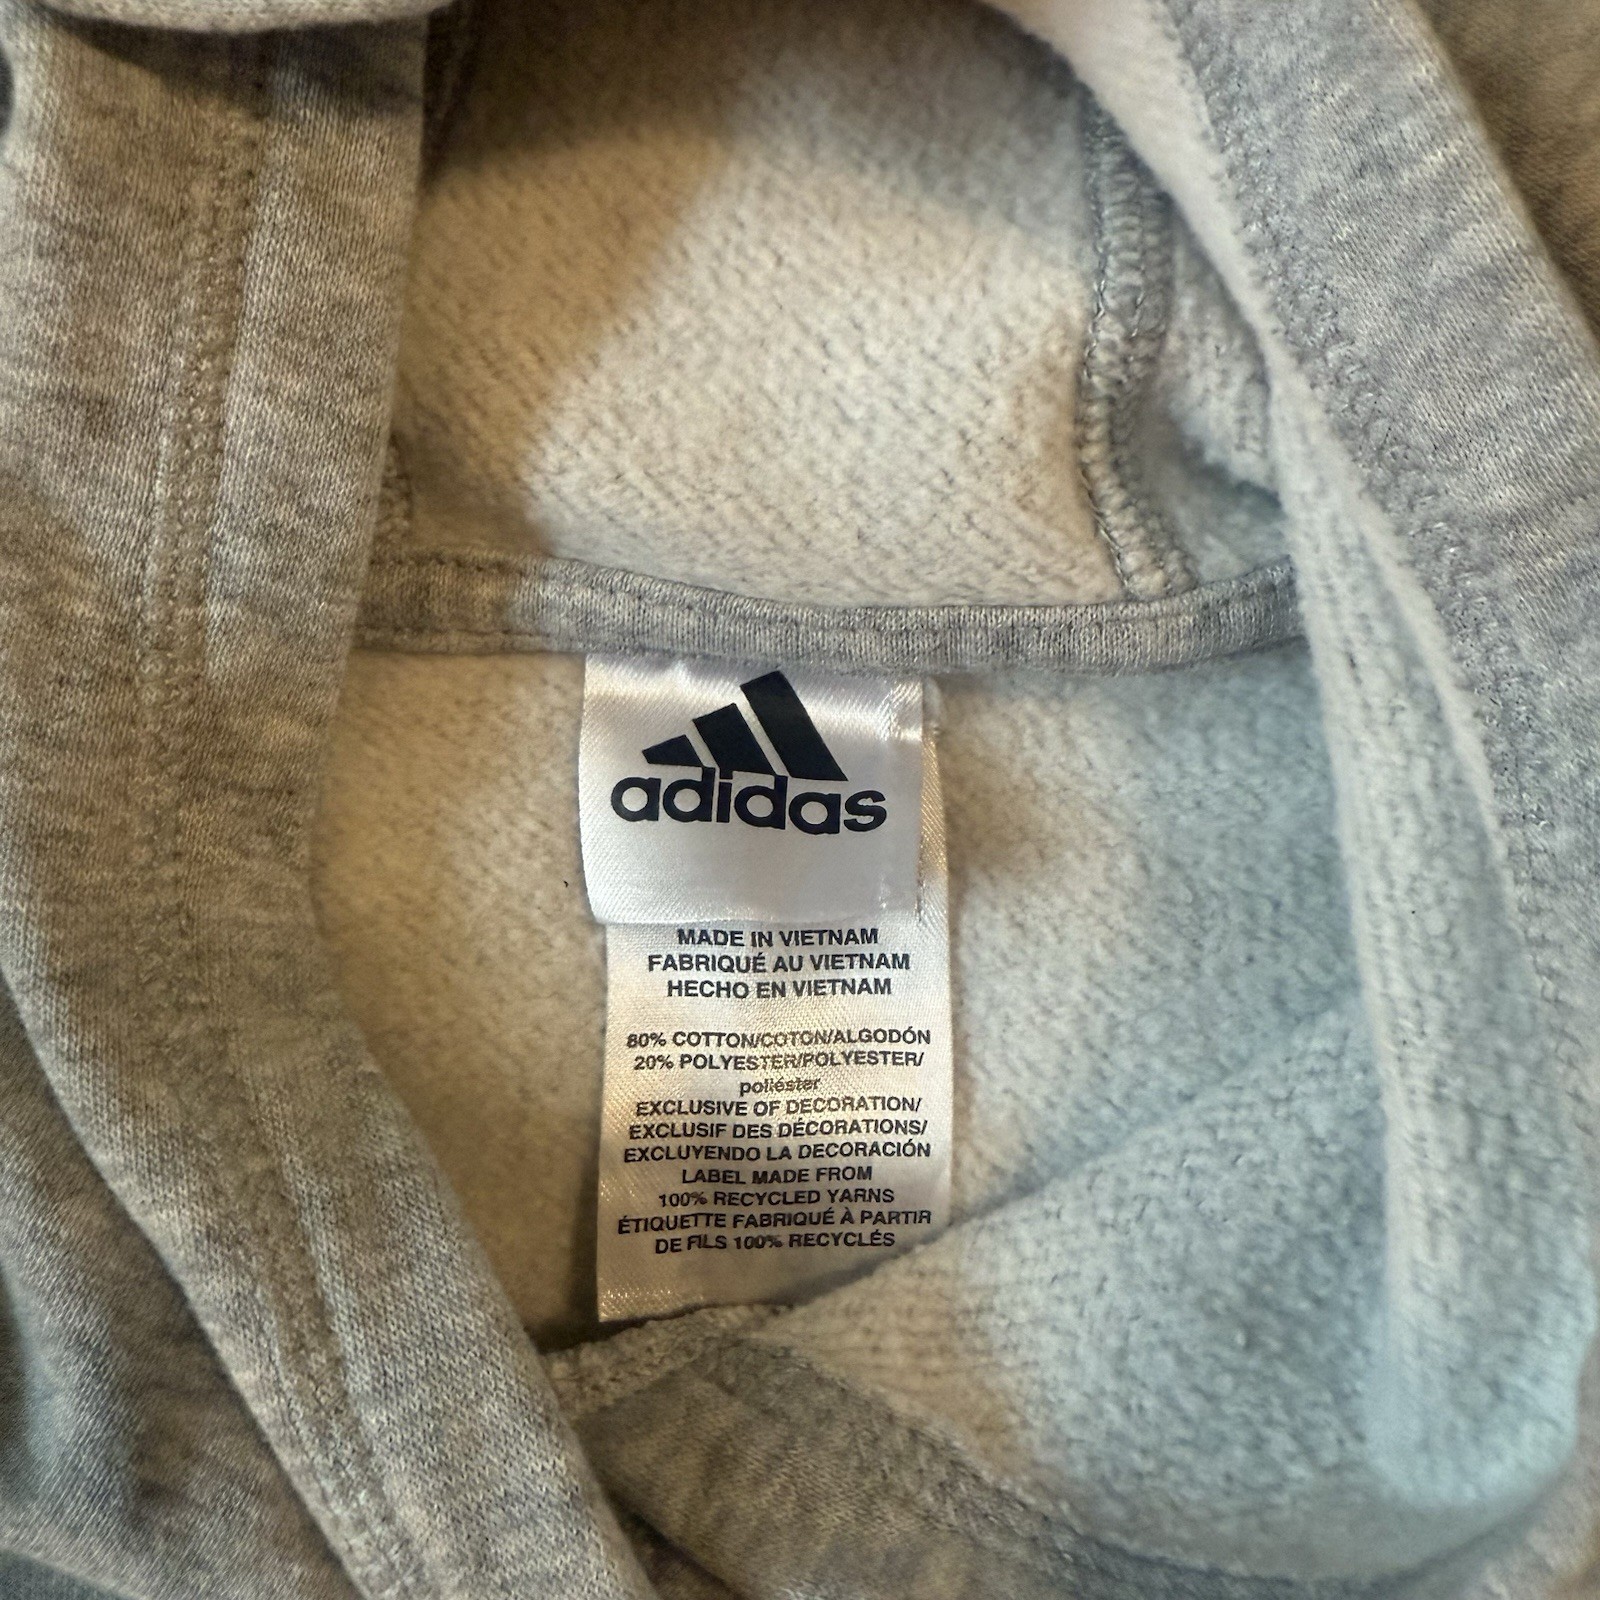 adidas
MADE IN VIETNAM
FABRIQUÉ AU VIETNAM
HECHO EN VIETNAM
80% COTTON/COTON/ALGODÓN
20% POLYESTER/POLYESTER/
poliéster
EXCLUSIVE OF DECORATION/
EXCLUSIF DES DÉCORATIONS/
EXCLUYENDO LA DECORACIÓN
LABEL MADE FROM
100% RECYCLED YARNS
ÉTIQUETTE FABRIQUÉ À PARTIR
DE FILS 100% RECYCLÉS